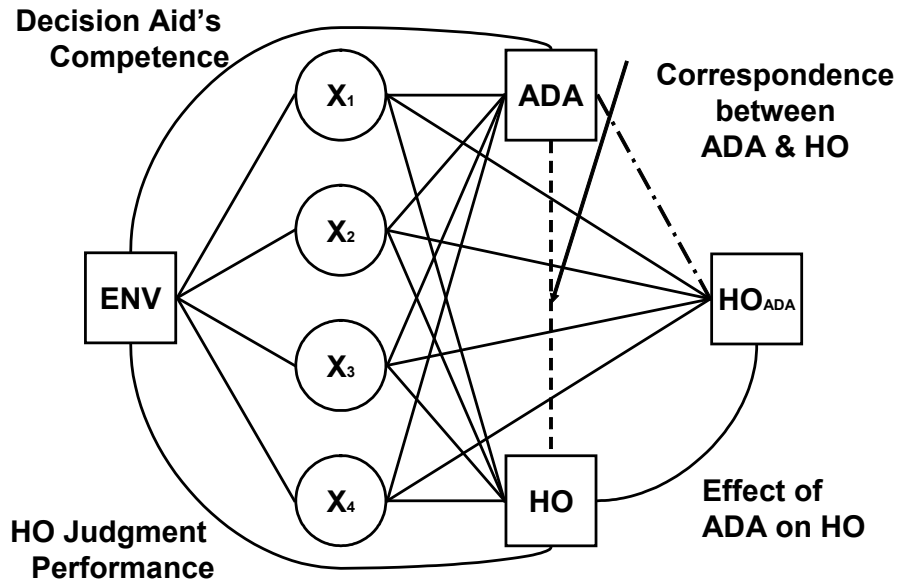 Decision Aid's
Competence
X1
ADA
Correspondence
between
ADA & HO
X2
ENV
HOADA
X3
X4
HO
Effect of
ADA on HO
HO Judgment
Performance